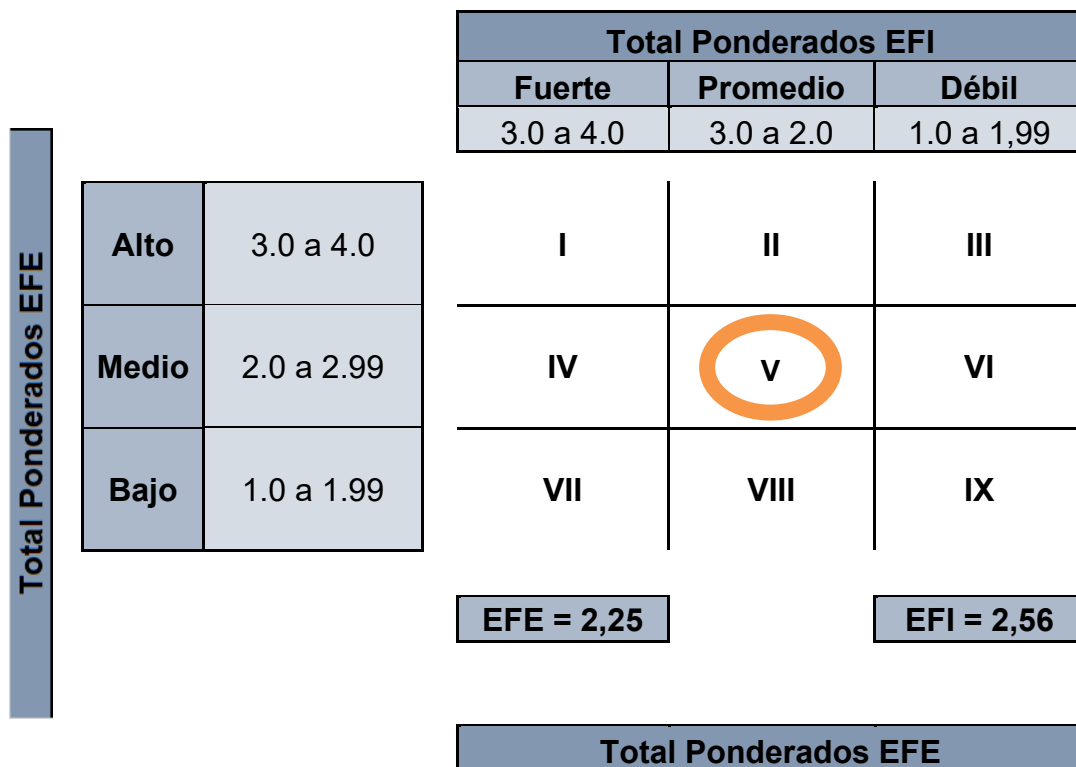 Total Ponderados EFI
Fuerte Promedio Débil
3.0 a 4.0 3.0 a 2.0 1.0 a 1,99
Total Ponderados EFE
Alto 3.0 a 4.0 I II III
Medio 2.0 a 2.99 IV V VI
Bajo 1.0 a 1.99 VII VIII IX
EFE = 2,25 EFI = 2,56
Total Ponderados EFE